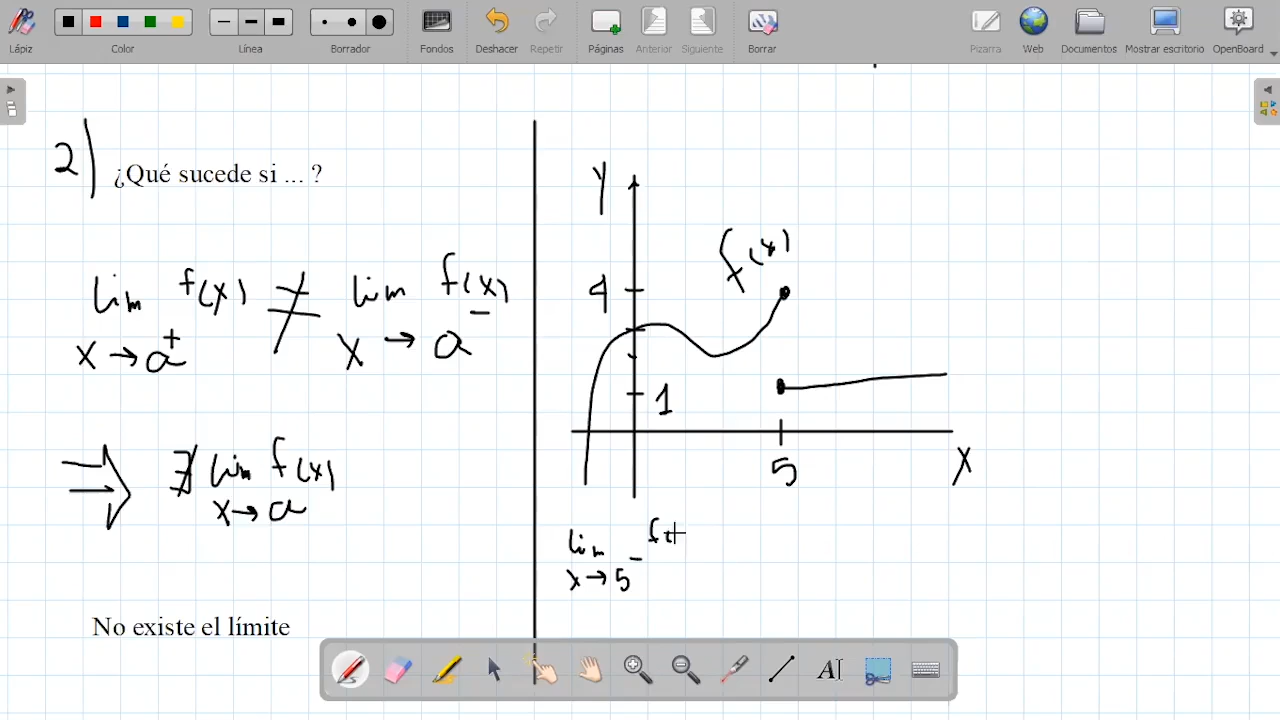 Lápiz Color Línea Borrador Fondos Deshacer Repetir Páginas Anterior Siguiente Borrar Pizarra Web Documentos Mostrar escritorio OpenBoard
2) ¿Qué sucede si ... ?
lim f(x) ≠ lim f(x)
x → a⁺ x → a⁻
⇒ ∄ lim f(x)
x → a
No existe el límite
y
f(x)
4
1
5
x
lim f(
x → 5⁻
AI